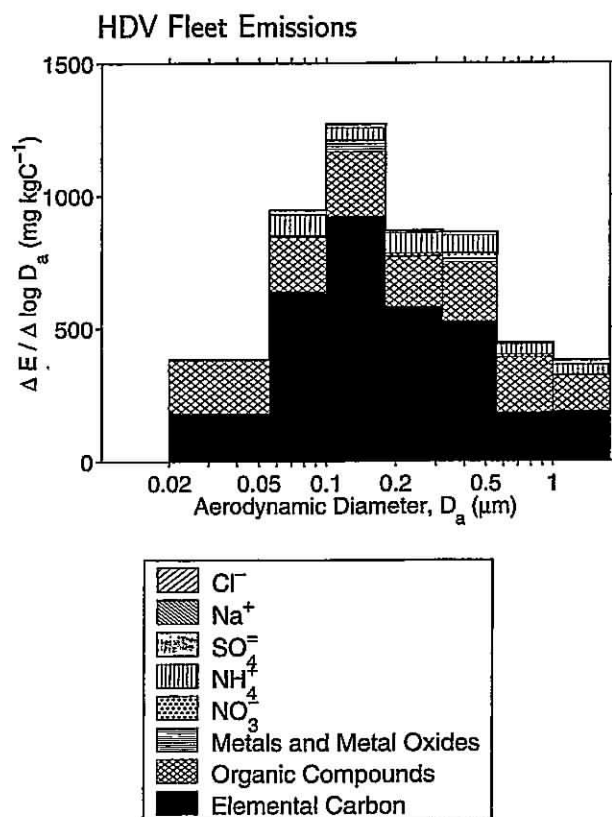 HDV Fleet Emissions
1500
1000
500
0
Δ E / Δ log Dₐ (mg kgC⁻¹)
0.02 0.05 0.1 0.2 0.5 1
Aerodynamic Diameter, Dₐ (μm)
Cl⁻
Na⁺
SO₄⁼
NH₄⁺
NO₃⁻
Metals and Metal Oxides
Organic Compounds
Elemental Carbon